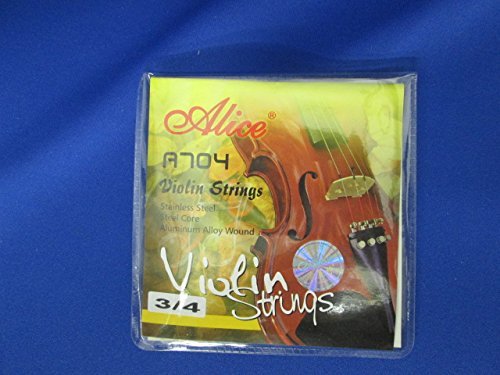 Alice®
A704
Violin Strings
Stainless Steel
Steel Core
Aluminum Alloy Wound
Violin
Strings
3/4